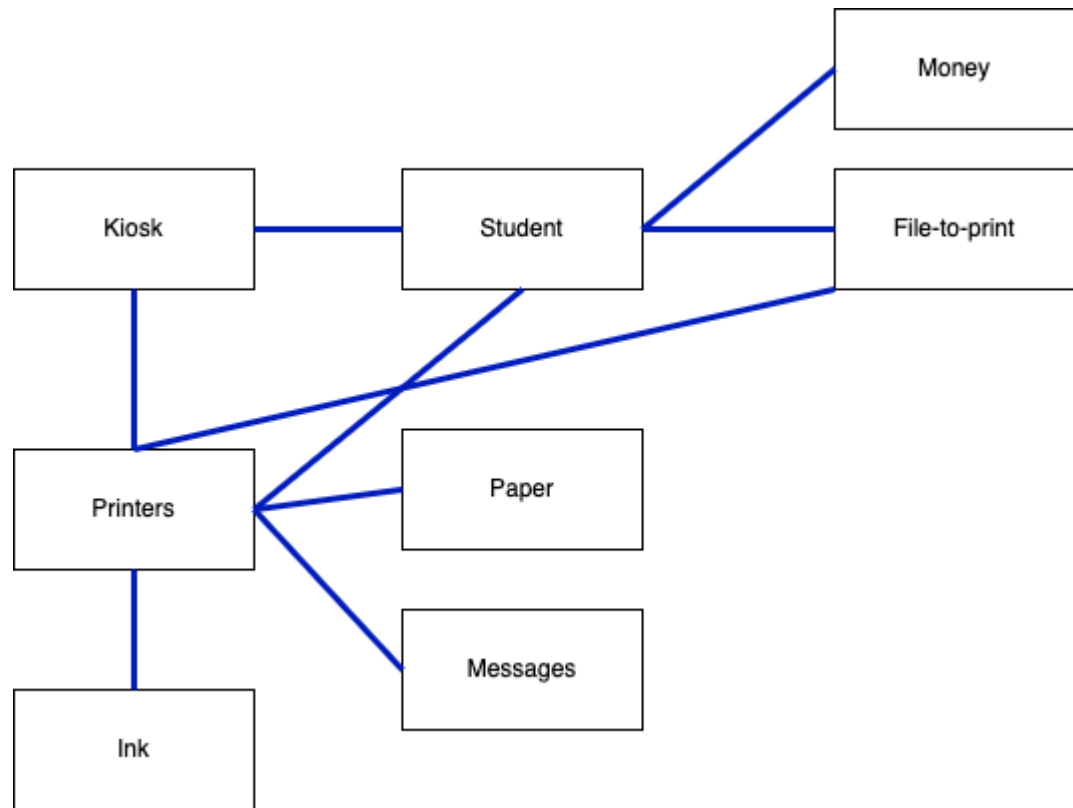 Money
Kiosk
Student
File-to-print
Printers
Paper
Messages
Ink